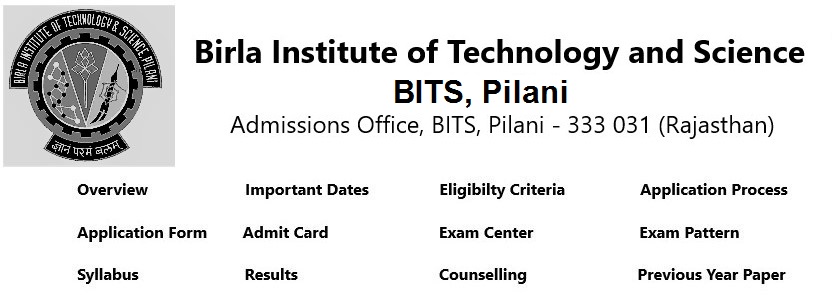 BIRLA INSTITUTE OF TECHNOLOGY & SCIENCE, PILANI
ज्ञानं परमं बलम्
Birla Institute of Technology and Science
BITS, Pilani
Admissions Office, BITS, Pilani - 333 031 (Rajasthan)
Overview Important Dates Eligibilty Criteria Application Process
Application Form Admit Card Exam Center Exam Pattern
Syllabus Results Counselling Previous Year Paper